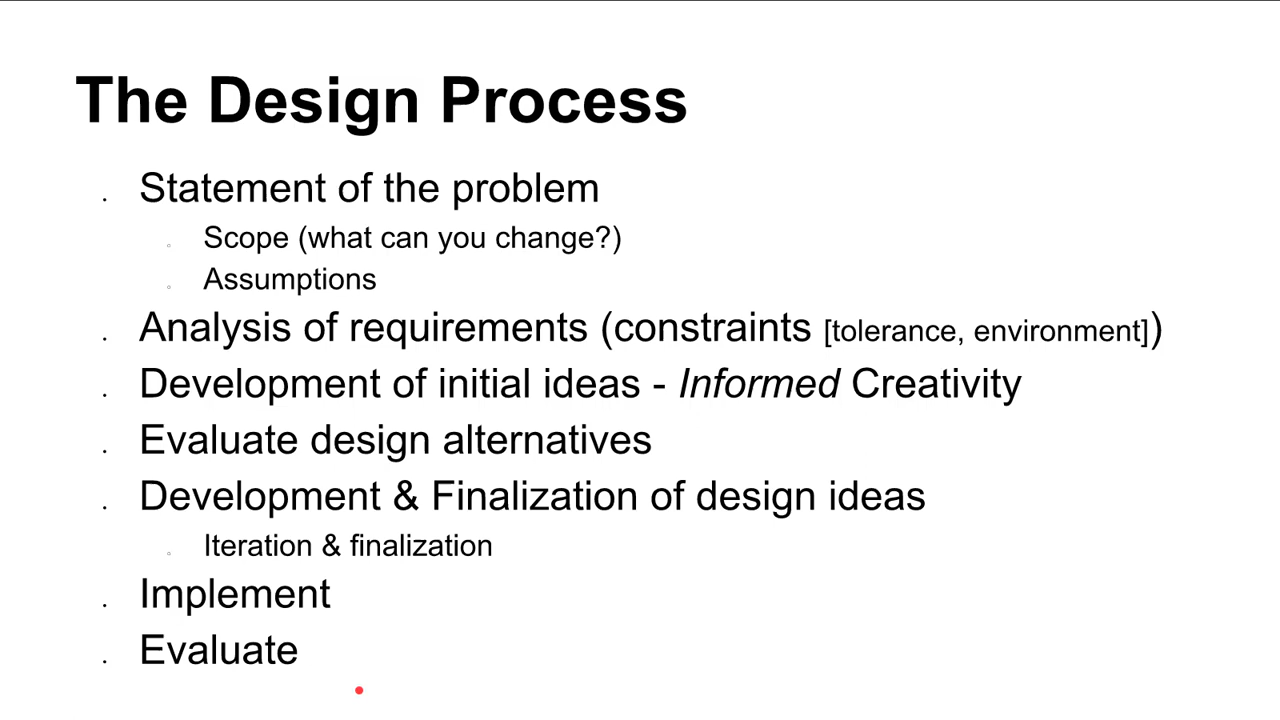 The Design Process
Statement of the problem
Scope (what can you change?)
Assumptions
Analysis of requirements (constraints [tolerance, environment])
Development of initial ideas - Informed Creativity
Evaluate design alternatives
Development & Finalization of design ideas
Iteration & finalization
Implement
Evaluate